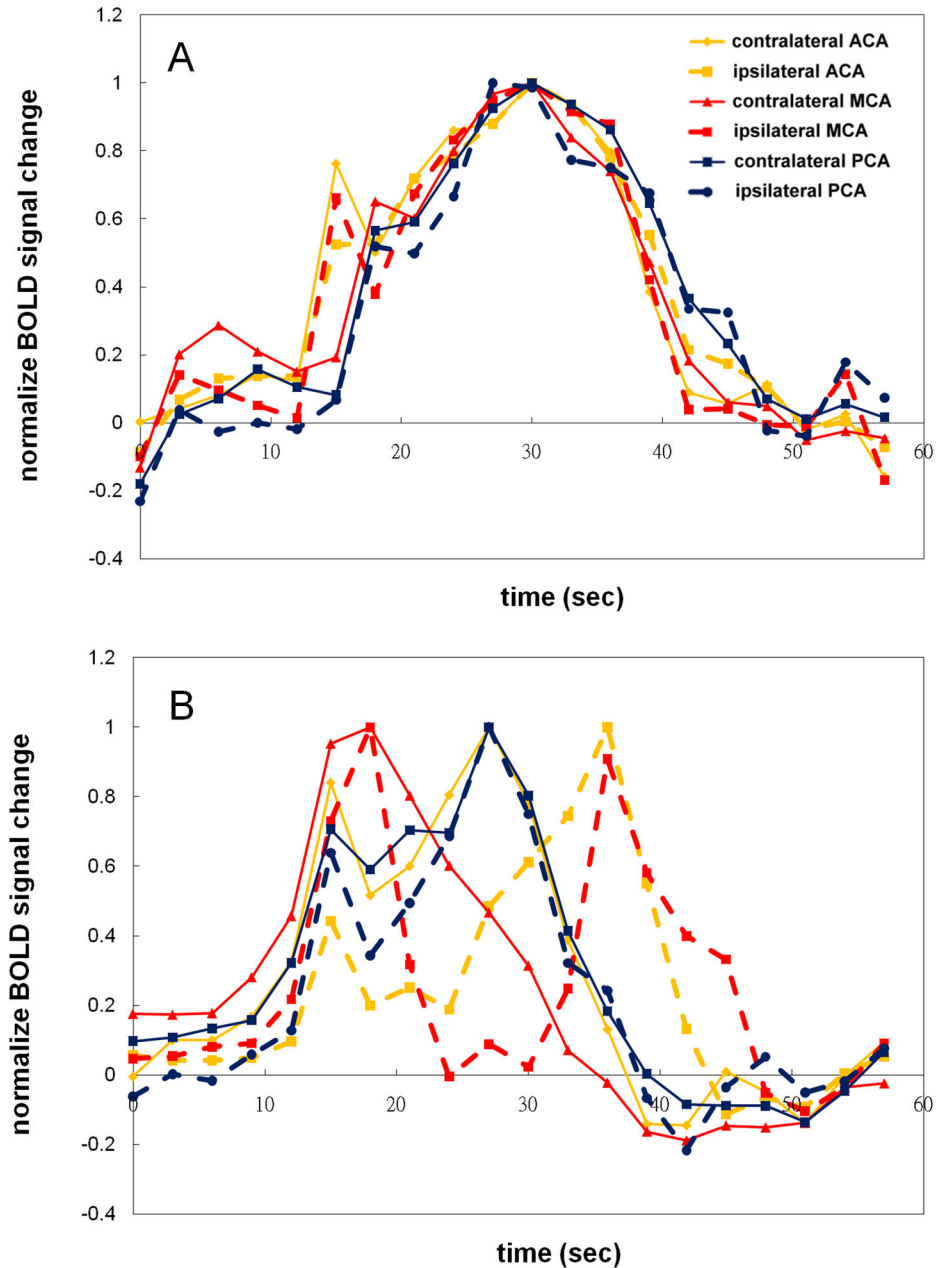 A
contralateral ACA
ipsilateral ACA
contralateral MCA
ipsilateral MCA
contralateral PCA
ipsilateral PCA
normalize BOLD signal change
1.2
1
0.8
0.6
0.4
0.2
0
-0.2
-0.4
0 10 20 30 40 50 60
time (sec)
B
normalize BOLD signal change
1.2
1
0.8
0.6
0.4
0.2
0
-0.2
-0.4
0 10 20 30 40 50 60
time (sec)